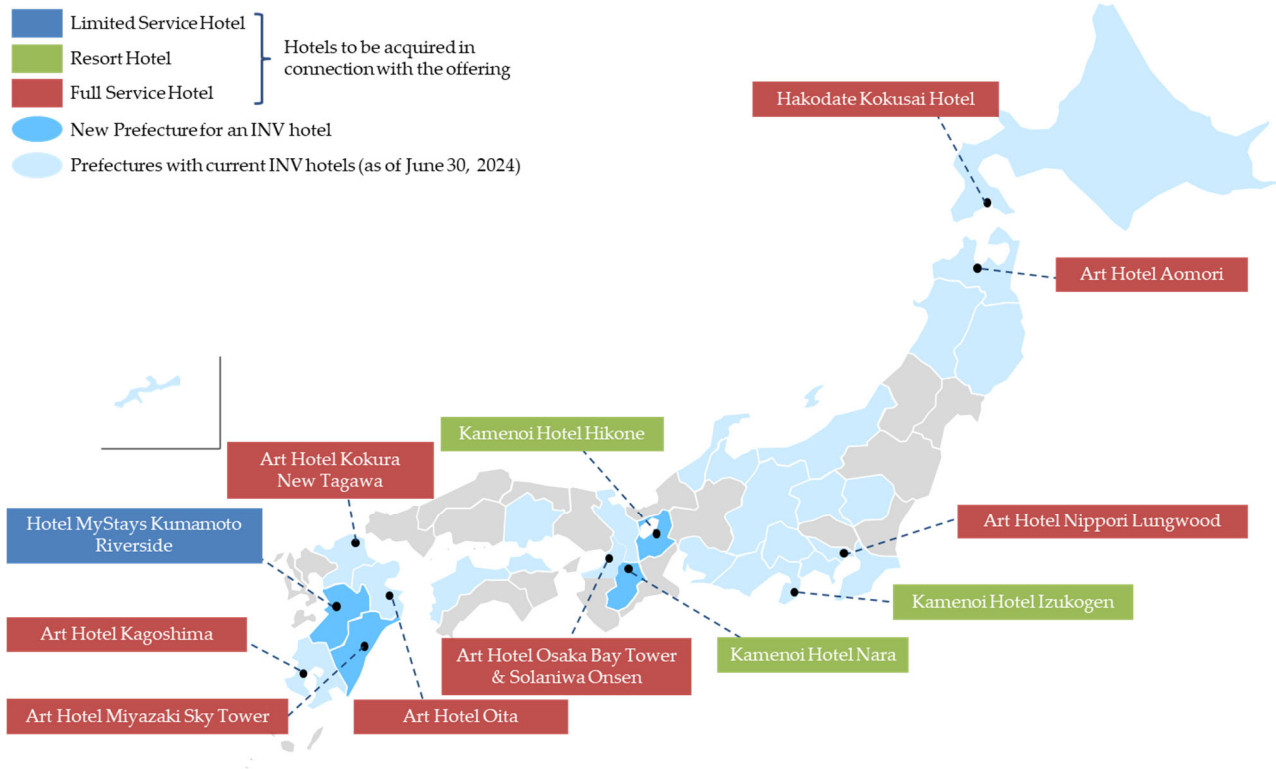 Limited Service Hotel
Resort Hotel
Full Service Hotel
Hotels to be acquired in
connection with the offering
New Prefecture for an INV hotel
Prefectures with current INV hotels (as of June 30, 2024)
Hakodate Kokusai Hotel
Art Hotel Aomori
Kamenoi Hotel Hikone
Art Hotel Kokura
New Tagawa
Hotel MyStays Kumamoto
Riverside
Art Hotel Nippori Lungwood
Kamenoi Hotel Izukogen
Art Hotel Kagoshima
Art Hotel Osaka Bay Tower
& Solaniwa Onsen
Kamenoi Hotel Nara
Art Hotel Miyazaki Sky Tower
Art Hotel Oita